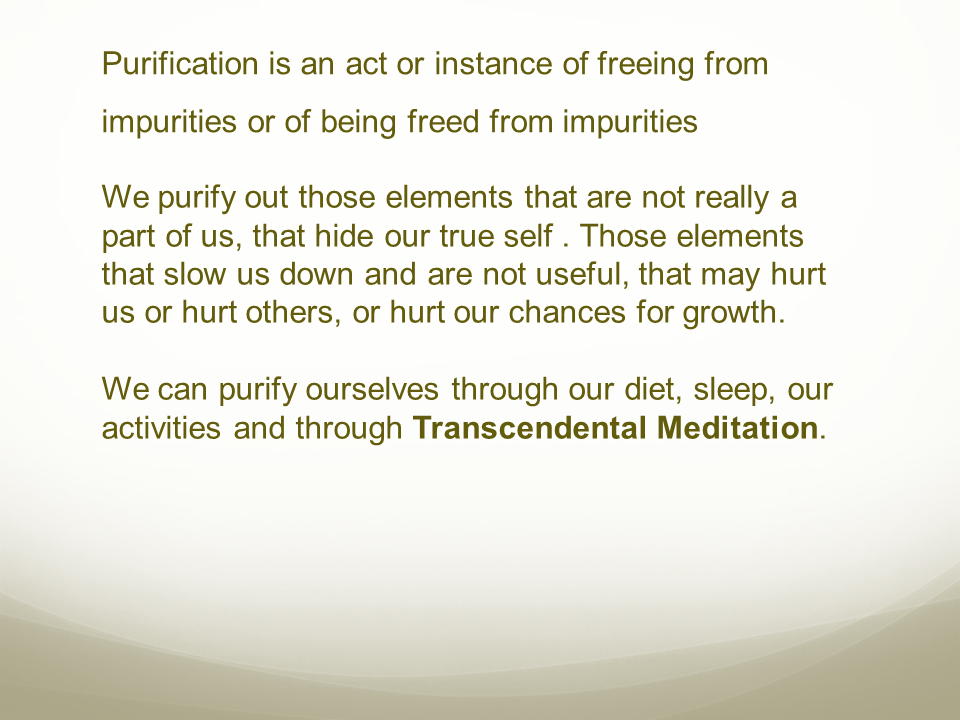 Purification is an act or instance of freeing from
impurities or of being freed from impurities
We purify out those elements that are not really a
part of us, that hide our true self . Those elements
that slow us down and are not useful, that may hurt
us or hurt others, or hurt our chances for growth.
We can purify ourselves through our diet, sleep, our
activities and through Transcendental Meditation.